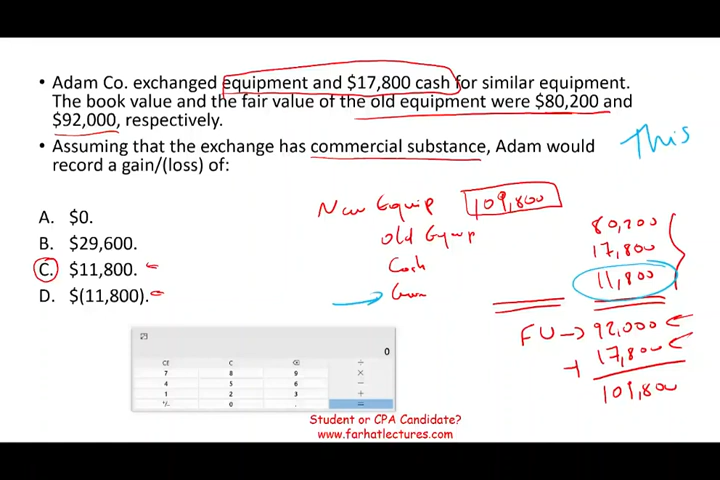 • Adam Co. exchanged equipment and $17,800 cash for similar equipment.
The book value and the fair value of the old equipment were $80,200 and
$92,000, respectively.
• Assuming that the exchange has commercial substance, Adam would
record a gain/(loss) of:
This
A. $0.
B. $29,600.
C. $11,800.
D. $(11,800).
New Equip 109,800
Old Equip
Cash
Gain
80,200
17,800
11,800
FV → 92,000
+ 17,800
109,800
0
CE C ⌫ ÷
7 8 9 ×
4 5 6 −
1 2 3 +
⁺/₋ 0 . =
Student or CPA Candidate?
www.farhatlectures.com